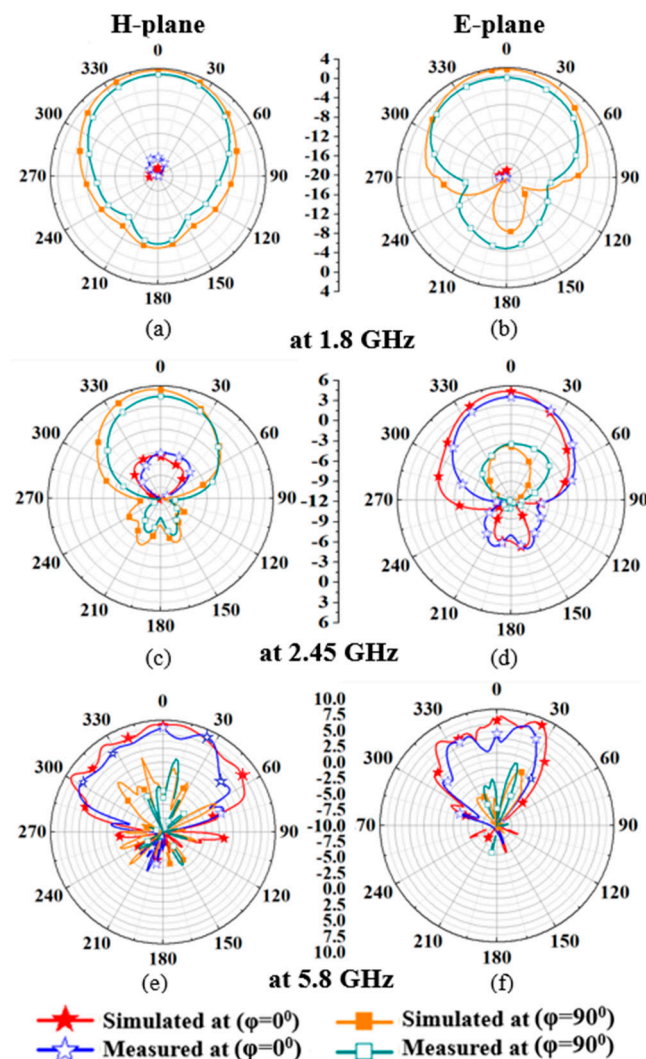 H-plane E-plane
0 0
330 30 330 30
300 60 300 60
270 90 270 90
240 120 240 120
210 150 210 150
180 180
4
0
-4
-8
-12
-16
-20
-16
-12
-8
-4
0
4
(a) (b)
at 1.8 GHz
0 0
330 30 330 30
300 60 300 60
270 90 270 90
240 120 240 120
210 150 210 150
180 180
6
3
0
-3
-6
-9
-12
-9
-6
-3
0
3
6
(c) (d)
at 2.45 GHz
0 0
330 30 330 30
300 60 300 60
270 90 70 90
240 120 240 120
210 150 210 150
180 180
10.0
7.5
5.0
2.5
0.0
-2.5
-5.0
-7.5
-10.0
-7.5
-5.0
-2.5
0.0
2.5
5.0
7.5
10.0
(e) (f)
at 5.8 GHz
Simulated at (φ=0⁰) Simulated at (φ=90⁰)
Measured at (φ=0⁰) Measured at (φ=90⁰)